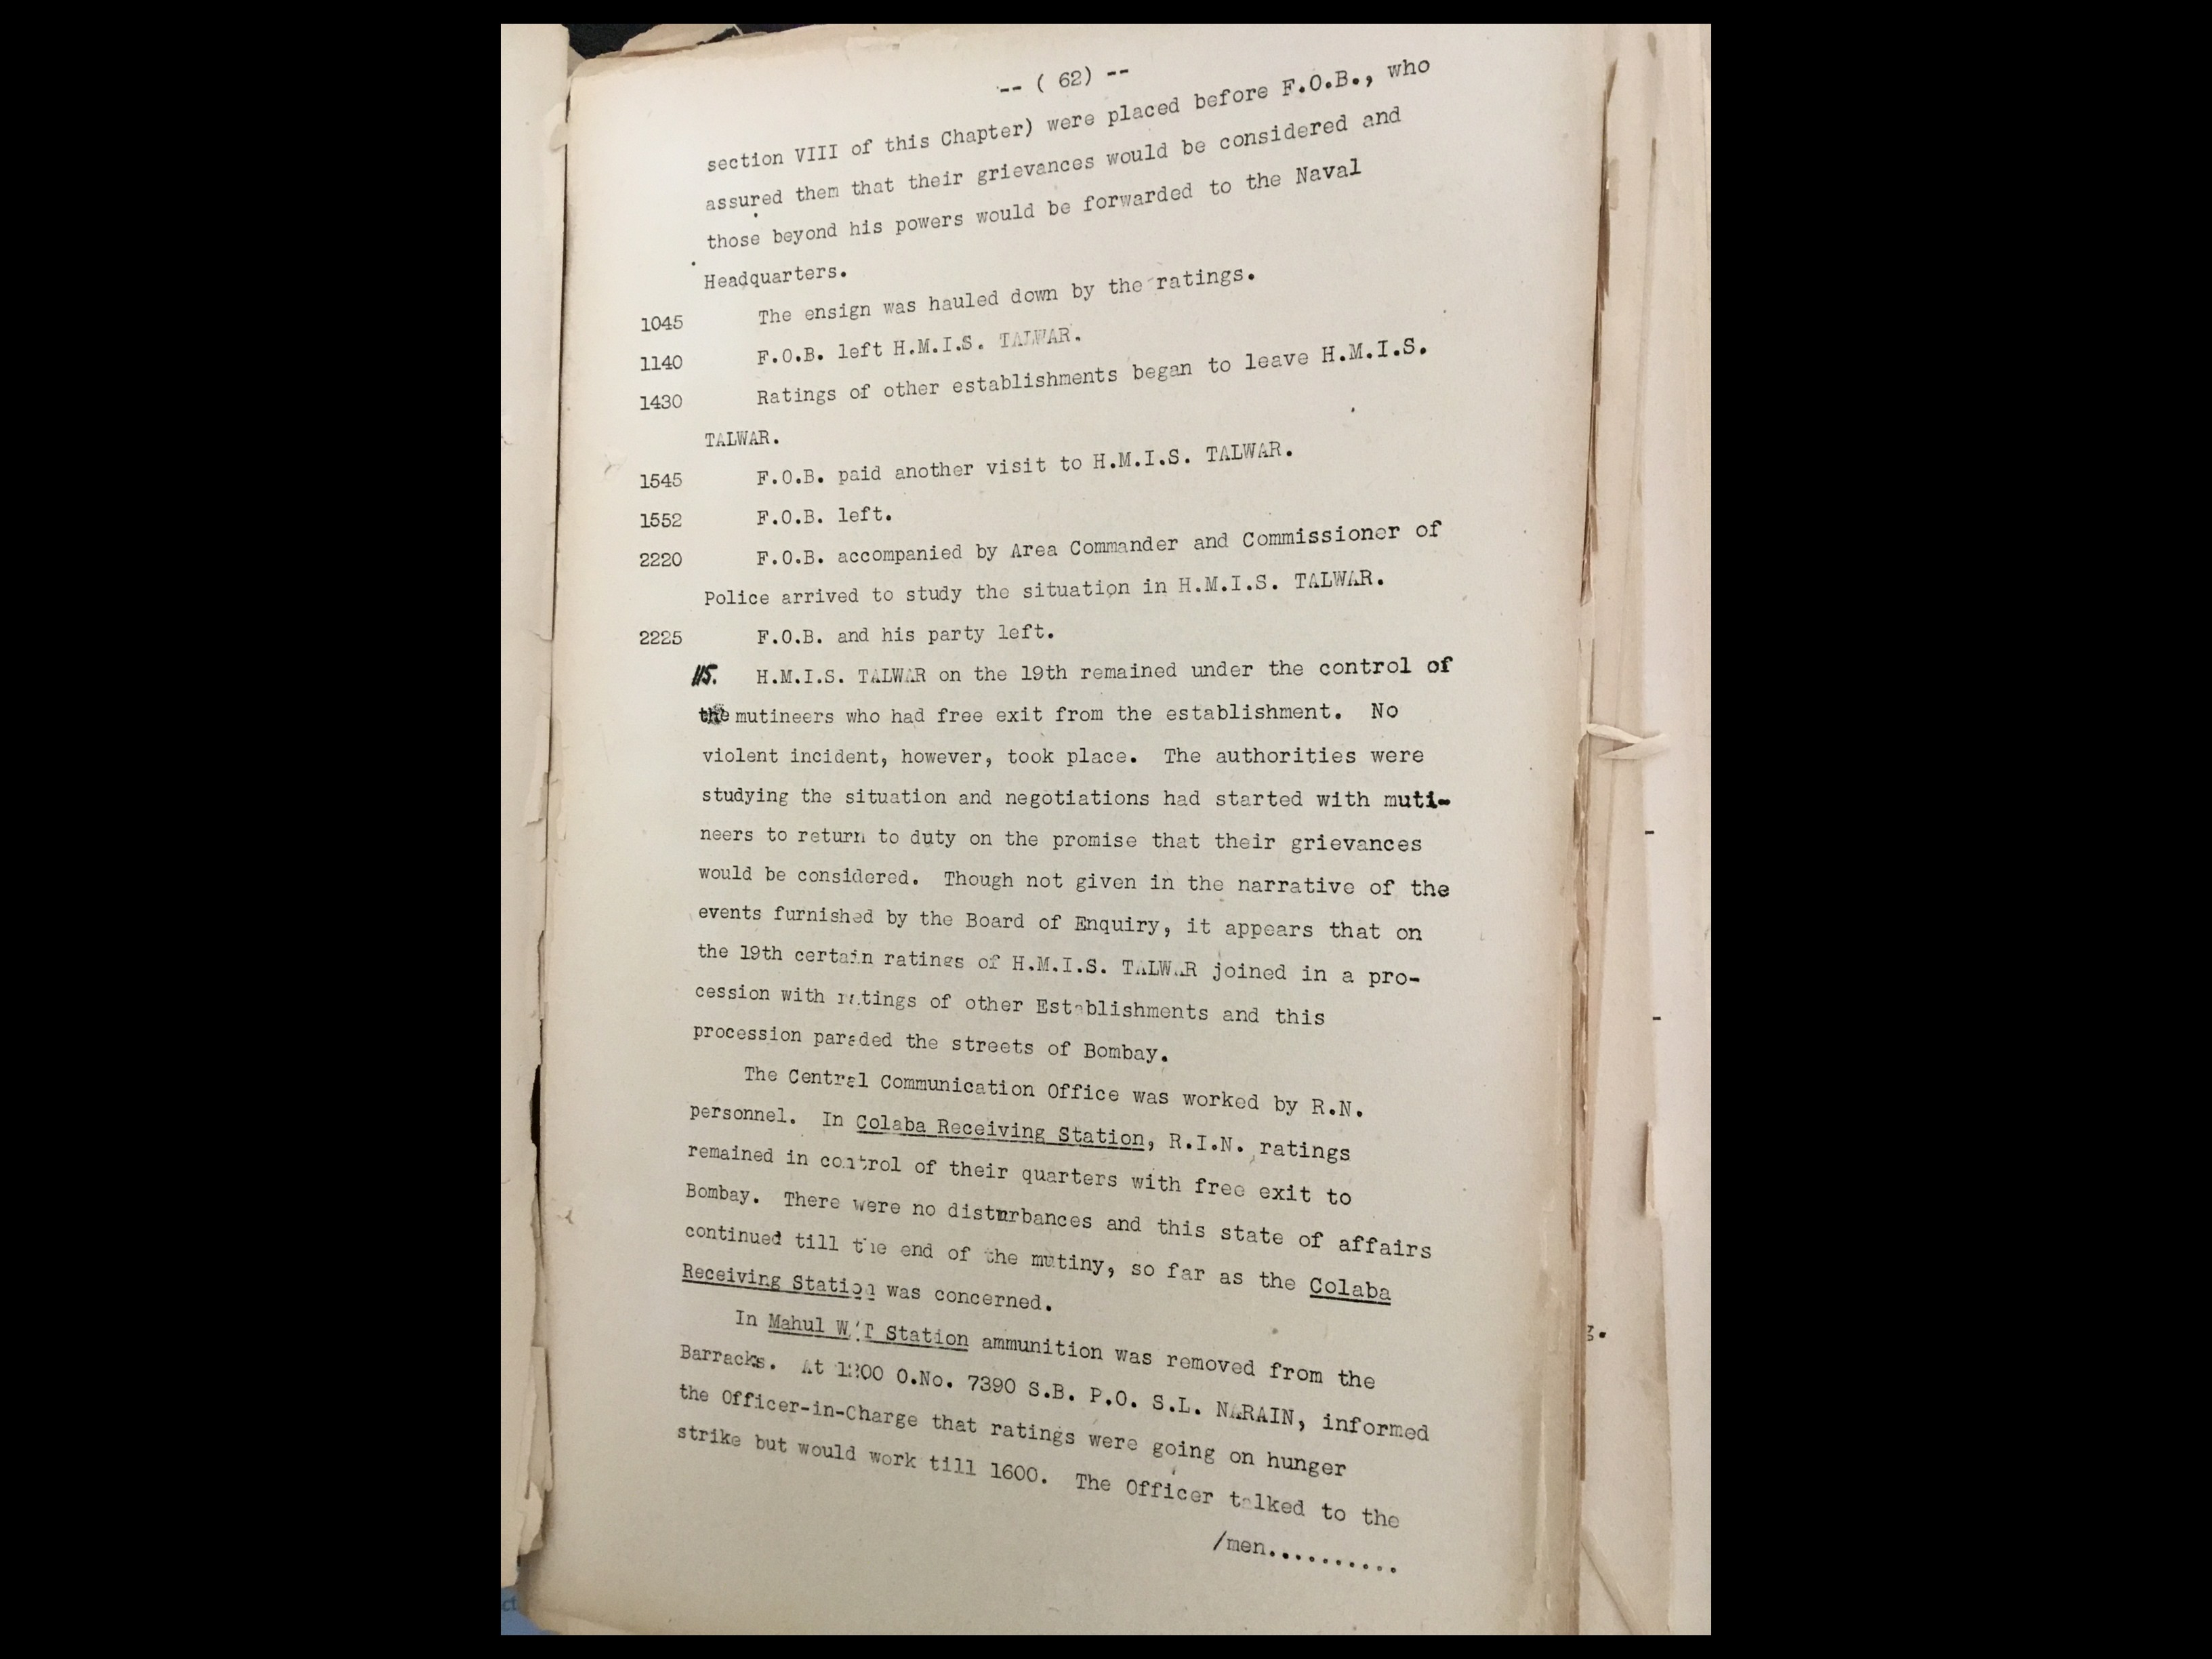 -- ( 62) --
section VIII of this Chapter) were placed before F.O.B., who
assured them that their grievances would be considered and
those beyond his powers would be forwarded to the Naval
Headquarters.
1045 The ensign was hauled down by the ratings.
1140 F.O.B. left H.M.I.S. TALWAR.
1430 Ratings of other establishments began to leave H.M.I.S.
TALWAR.
1545 F.O.B. paid another visit to H.M.I.S. TALWAR.
1552 F.O.B. left.
2220 F.O.B. accompanied by Area Commander and Commissioner of
Police arrived to study the situation in H.M.I.S. TALWAR.
2225 F.O.B. and his party left.
115. H.M.I.S. TALWAR on the 19th remained under the control of
the mutineers who had free exit from the establishment. No
violent incident, however, took place. The authorities were
studying the situation and negotiations had started with muti-
neers to return to duty on the promise that their grievances
would be considered. Though not given in the narrative of the
events furnished by the Board of Enquiry, it appears that on
the 19th certain ratings of H.M.I.S. TALWAR joined in a pro-
cession with ratings of other Establishments and this
procession paraded the streets of Bombay.
The Central Communication Office was worked by R.N.
personnel. In Colaba Receiving Station, R.I.N. ratings
remained in control of their quarters with free exit to
Bombay. There were no disturbances and this state of affairs
continued till the end of the mutiny, so far as the Colaba
Receiving Station was concerned.
In Mahul W/T Station ammunition was removed from the
Barracks. At O.No. 7390 S.B. P.O. S.L. NARAIN, informed
the Officer-in-Charge that ratings were going on hunger
strike but would work till 1600. The Officer talked to the
/men..........